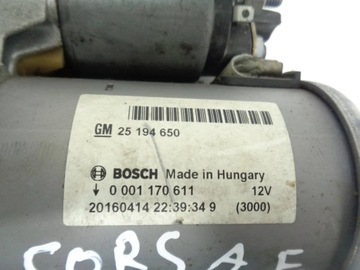 GM 25 194 650
BOSCH Made in Hungary
0 001 170 611 12V
20160414 22:39:34 9 (3000)
CORSA E